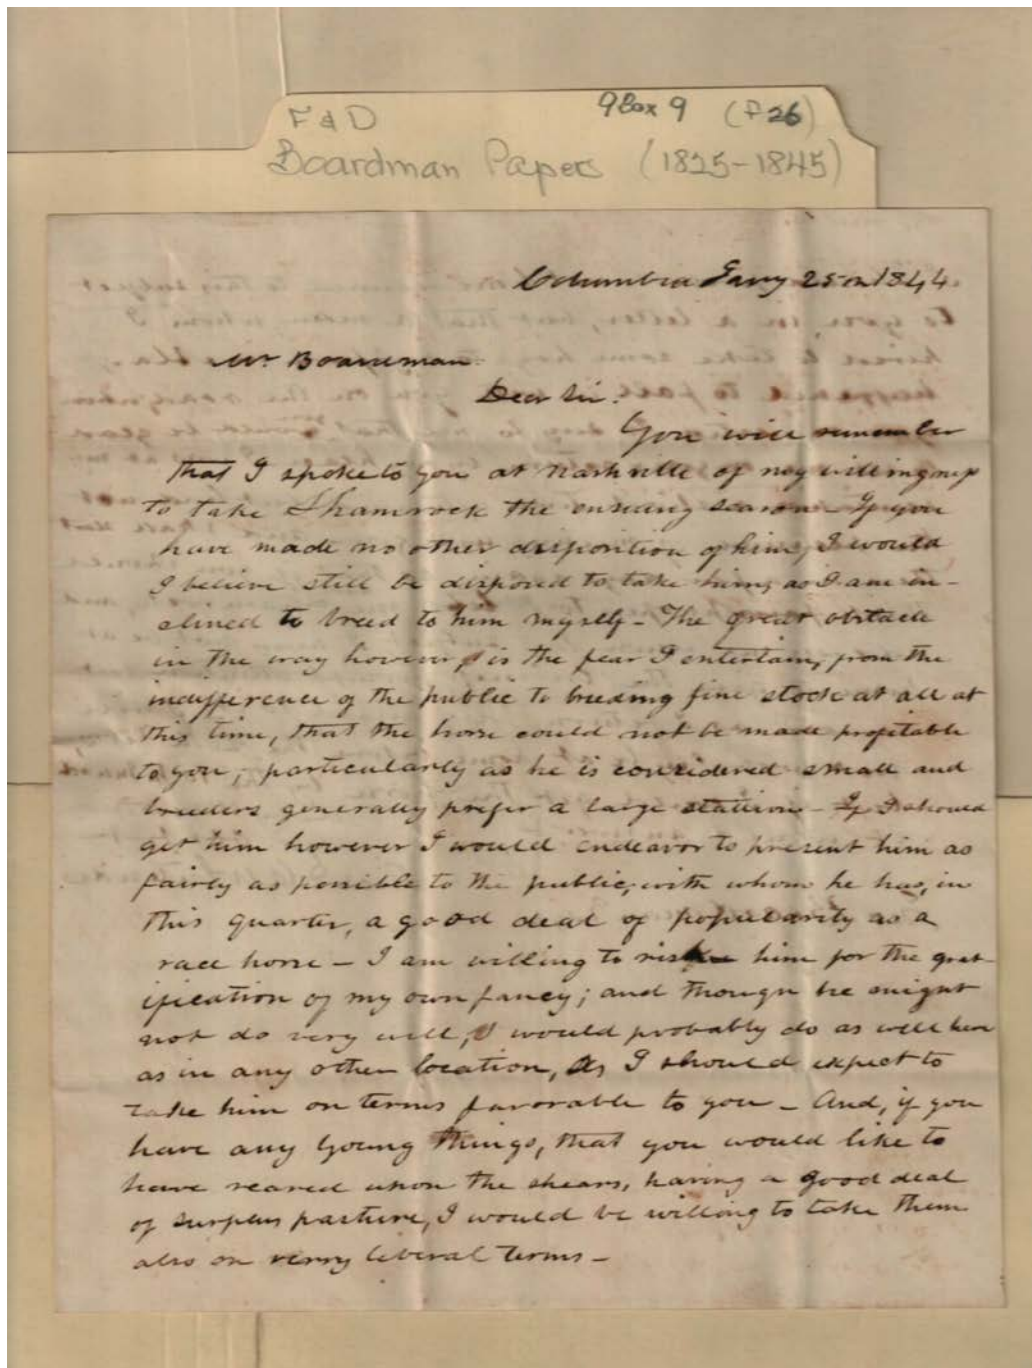 F & D
Box 9 (f 26)
Boardman Papers (1825-1845)
Columbia Jany 25th 1844.
Mr Boardman
Dear Sir.
You will remember
that I spoke to you at Nashville of my willingness
to take Shamrock the ensuing season - If you
have made no other disposition of him, I would
I believe still be disposed to take him, as I am in-
clined to breed to him myself - The great obstacle
in the way however, is the fear I entertain, from the
indifference of the public to breeding fine stock at all at
this time, that the horse could not be made profitable
to you, particularly as he is considered small and
breeders generally prefer a large stallion - If I should
get him however I would endeavor to present him as
fairly as possible to the public, with whom he has, in
this quarter, a good deal of popularity as a
race horse - I am willing to risk him for the grat-
ification of my own fancy; and though he might
not do very well, would probably do as well here
as in any other location, As I should expect to
take him on terms favorable to you - And, if you
have any young things, that you would like to
have reared upon the shears, having a good deal
of surplus pasture, I would be willing to take them
also on verry liberal terms -